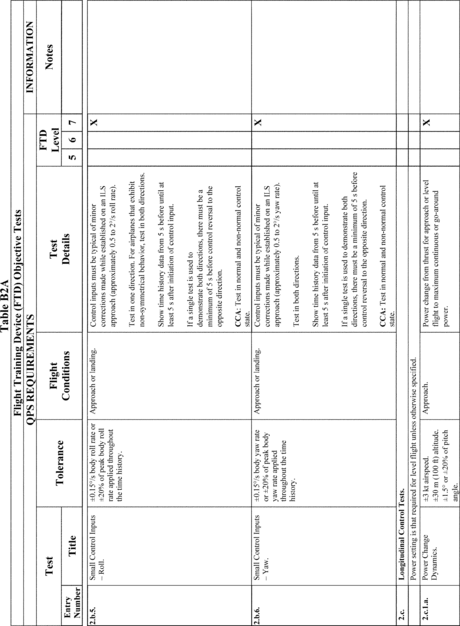 Table B2A
Flight Training Device (FTD) Objective Tests
QPS REQUIREMENTS
INFORMATION
Test
Tolerance
Flight
Conditions
Test
Details
FTD
Level
Notes
Entry
Number
Title
5 6 7
2.b.5.
Small Control Inputs
– Roll.
±0.15°/s body roll rate or
±20% of peak body roll
rate applied throughout
the time history.
Approach or landing.
Control inputs must be typical of minor
corrections made while established on an ILS
approach (approximately 0.5 to 2°/s roll rate).
Test in one direction. For airplanes that exhibit
non-symmetrical behavior, test in both directions.
Show time history data from 5 s before until at
least 5 s after initiation of control input.
If a single test is used to
demonstrate both directions, there must be a
minimum of 5 s before control reversal to the
opposite direction.
CCA: Test in normal and non-normal control
state.
X
2.b.6.
Small Control Inputs
– Yaw.
±0.15°/s body yaw rate
or ±20% of peak body
yaw rate applied
throughout the time
history.
Approach or landing.
Control inputs must be typical of minor
corrections made while established on an ILS
approach (approximately 0.5 to 2°/s yaw rate).
Test in both directions.
Show time history data from 5 s before until at
least 5 s after initiation of control input.
If a single test is used to demonstrate both
directions, there must be a minimum of 5 s before
control reversal to the opposite direction.
CCA: Test in normal and non-normal control
state.
X
2.c.
Longitudinal Control Tests.
Power setting is that required for level flight unless otherwise specified.
2.c.1.a.
Power Change
Dynamics.
±3 kt airspeed.
±30 m (100 ft) altitude.
±1.5° or ±20% of pitch
angle.
Approach.
Power change from thrust for approach or level
flight to maximum continuous or go-around
power.
X